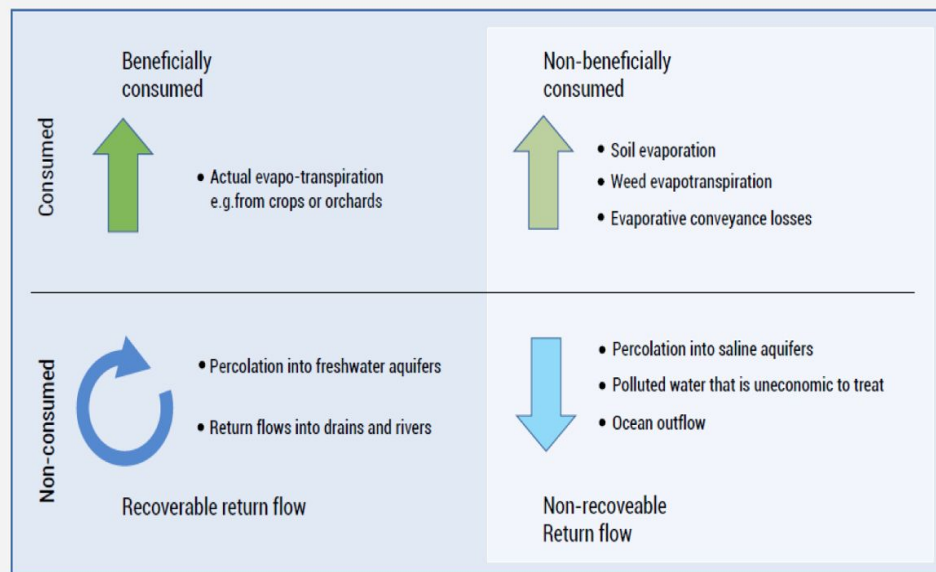 Beneficially
consumed
Non-beneficially
consumed
Consumed
• Actual evapo-transpiration
e.g.from crops or orchards
• Soil evaporation
• Weed evapotranspiration
• Evaporative conveyance losses
Non-consumed
• Percolation into freshwater aquifers
• Return flows into drains and rivers
• Percolation into saline aquifers
• Polluted water that is uneconomic to treat
• Ocean outflow
Recoverable return flow
Non-recoveable
Return flow